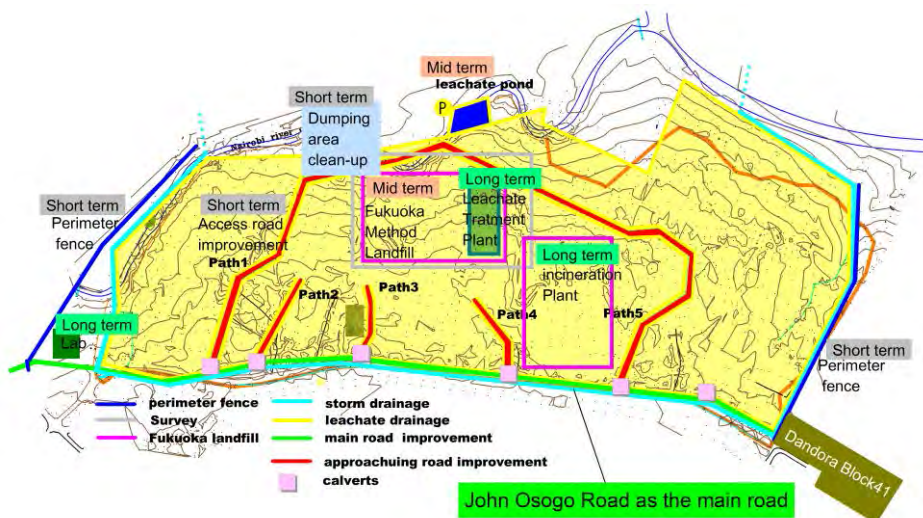 Mid term
leachate pond
P
Short term
Dumping
area
clean-up
Nairobi river
Short term
Perimeter
fence
Short term
Access road
improvement
Path1
Mid term
Fukuoka
Method
Landfill
Long term
Leachate
Tratment
Plant
Long term
incineration
Plant
Path2
Path3
Path4
Path5
Long term
Lab
Short term
Perimeter
fence
Dandora Block41
perimeter fence
Survey
Fukuoka landfill
storm drainage
leachate drainage
main road improvement
approachuing road improvement
calverts
John Osogo Road as the main road